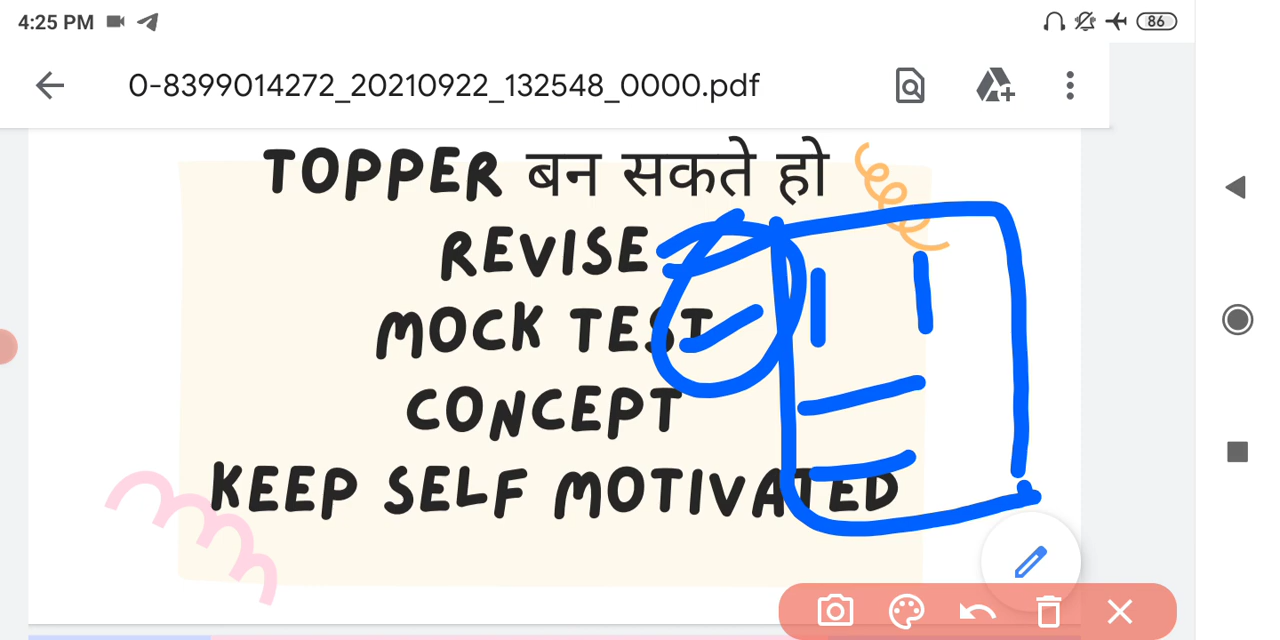 4:25 PM 86
0-8399014272_20210922_132548_0000.pdf
TOPPER बन सकते हो
REVISE
MOCK TEST
CONCEPT
KEEP SELF MOTIVATED